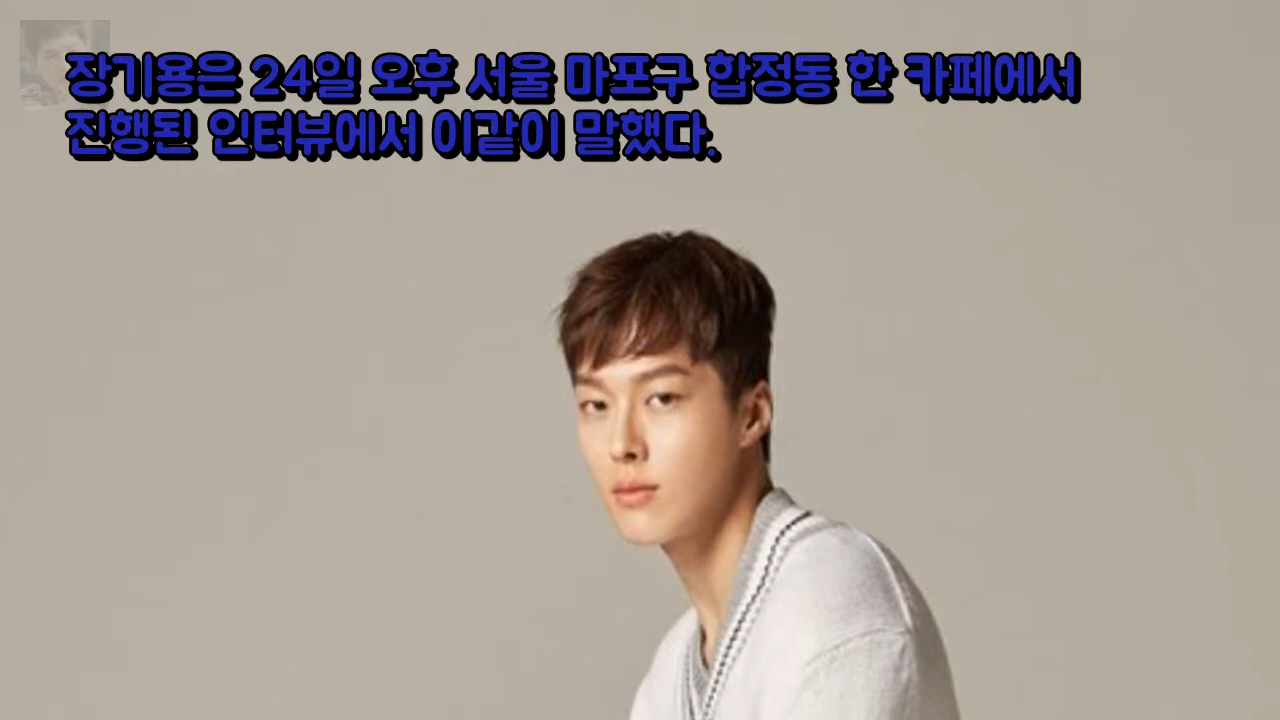 장기용은 24일 오후 서울 마포구 합정동 한 카페에서
진행된 인터뷰에서 이같이 말했다.